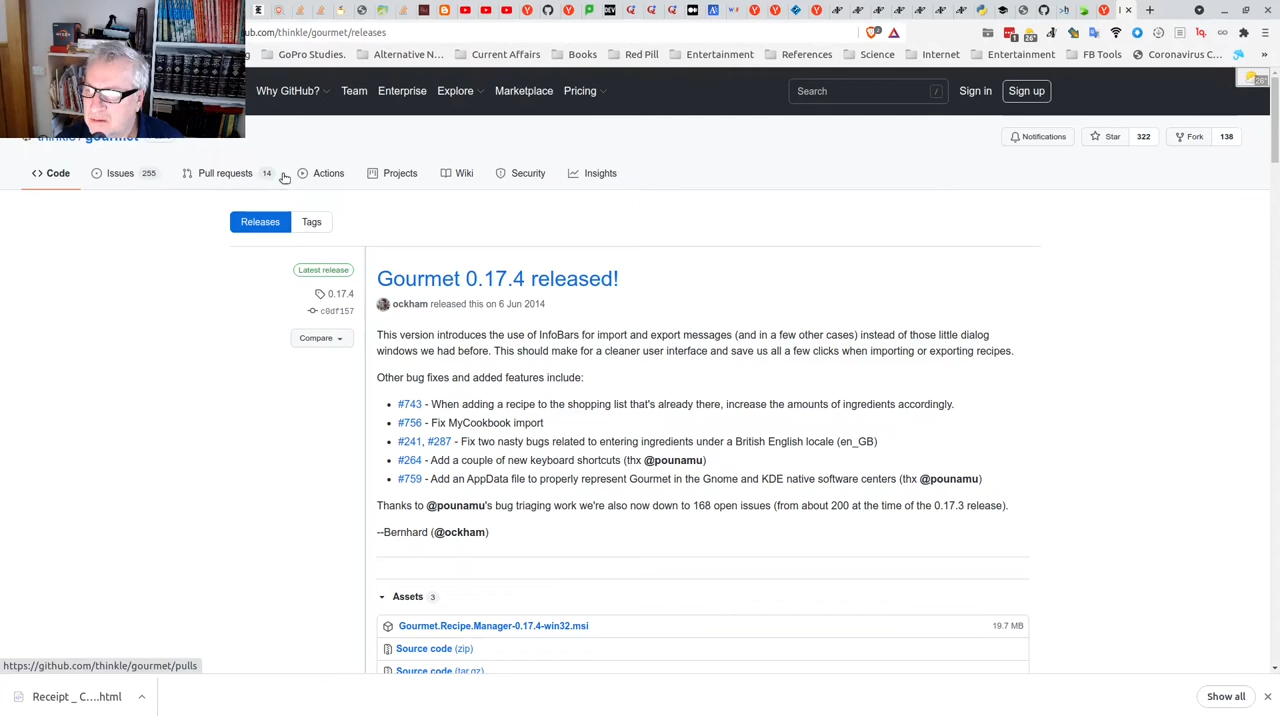 ub.com/thinkle/gourmet/releases
GoPro Studies.
Alternative N...
Current Affairs
Books
Red Pill
Entertainment
References
Science
Internet
Entertainment
FB Tools
Coronavirus C...
Why GitHub?
Team
Enterprise
Explore
Marketplace
Pricing
Search
/
Sign in
Sign up
thinkle / gourmet
Notifications
Star
322
Fork
138
Code
Issues 255
Pull requests 14
Actions
Projects
Wiki
Security
Insights
Releases
Tags
Latest release
0.17.4
c0df157
Compare
Gourmet 0.17.4 released!
ockham released this on 6 Jun 2014
This version introduces the use of InfoBars for import and export messages (and in a few other cases) instead of those little dialog
windows we had before. This should make for a cleaner user interface and save us all a few clicks when importing or exporting recipes.
Other bug fixes and added features include:
#743 - When adding a recipe to the shopping list that's already there, increase the amounts of ingredients accordingly.
#756 - Fix MyCookbook import
#241, #287 - Fix two nasty bugs related to entering ingredients under a British English locale (en_GB)
#264 - Add a couple of new keyboard shortcuts (thx @pounamu)
#759 - Add an AppData file to properly represent Gourmet in the Gnome and KDE native software centers (thx @pounamu)
Thanks to @pounamu's bug triaging work we're also now down to 168 open issues (from about 200 at the time of the 0.17.3 release).
--Bernhard (@ockham)
Assets 3
Gourmet.Recipe.Manager-0.17.4-win32.msi
19.7 MB
Source code (zip)
Source code (tar.gz)
https://github.com/thinkle/gourmet/pulls
Receipt _ C....html
Show all